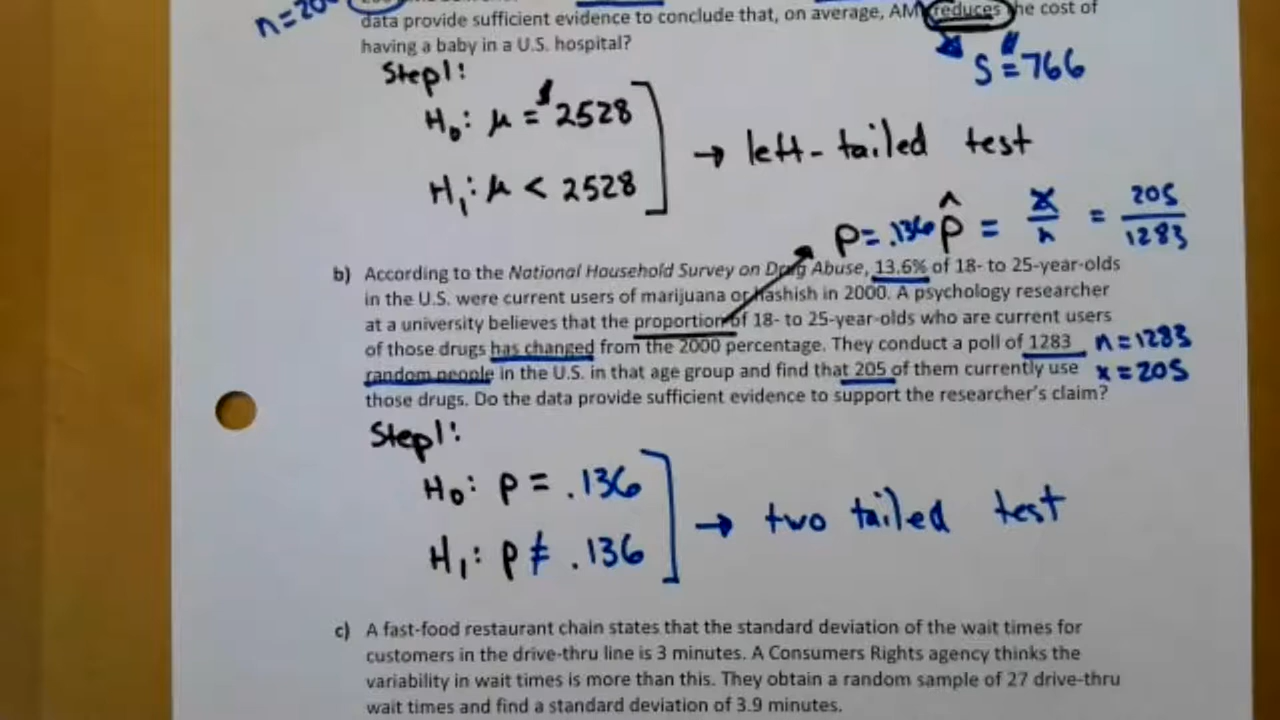 n=200
data provide sufficient evidence to conclude that, on average, AM reduces the cost of
having a baby in a U.S. hospital?
S = 766
Step 1:
H₀: μ = $2528
H₁: μ < 2528
→ left-tailed test
p = .136 p̂ = x/n = 205/1283
b) According to the National Household Survey on Drug Abuse, 13.6% of 18- to 25-year-olds
in the U.S. were current users of marijuana or hashish in 2000. A psychology researcher
at a university believes that the proportion of 18- to 25-year-olds who are current users
of those drugs has changed from the 2000 percentage. They conduct a poll of 1283 n = 1283
random people in the U.S. in that age group and find that 205 of them currently use x = 205
those drugs. Do the data provide sufficient evidence to support the researcher's claim?
Step 1:
H₀: p = .136
H₁: p ≠ .136
→ two tailed test
c) A fast-food restaurant chain states that the standard deviation of the wait times for
customers in the drive-thru line is 3 minutes. A Consumers Rights agency thinks the
variability in wait times is more than this. They obtain a random sample of 27 drive-thru
wait times and find a standard deviation of 3.9 minutes.